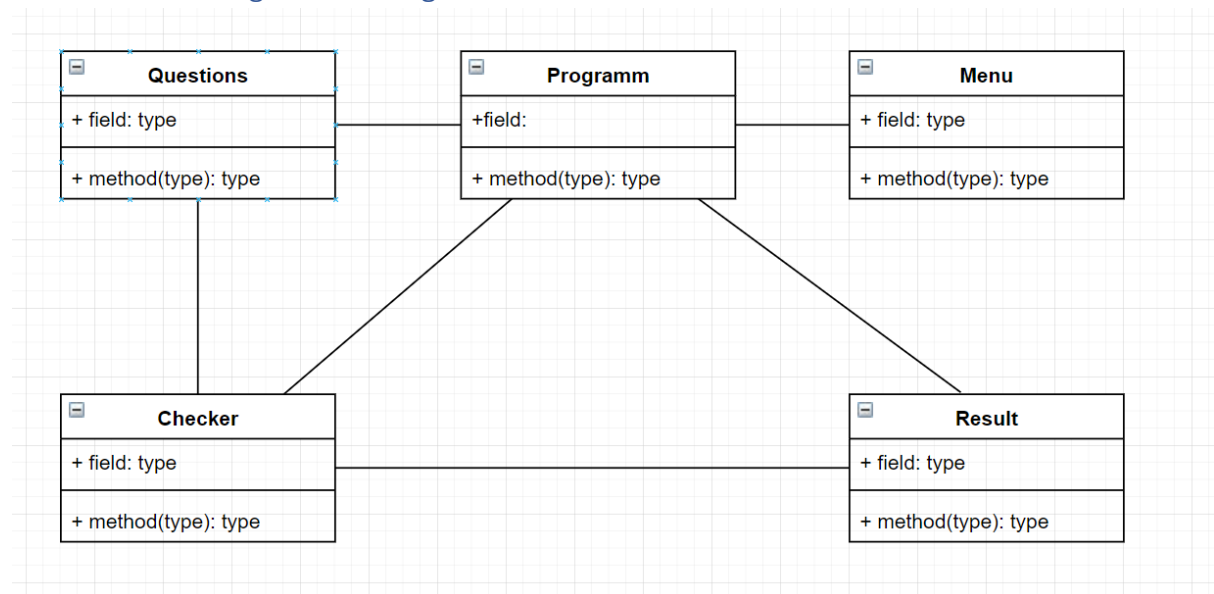 Questions
+ field: type
+ method(type): type
Programm
+field:
+ method(type): type
Menu
+ field: type
+ method(type): type
Checker
+ field: type
+ method(type): type
Result
+ field: type
+ method(type): type